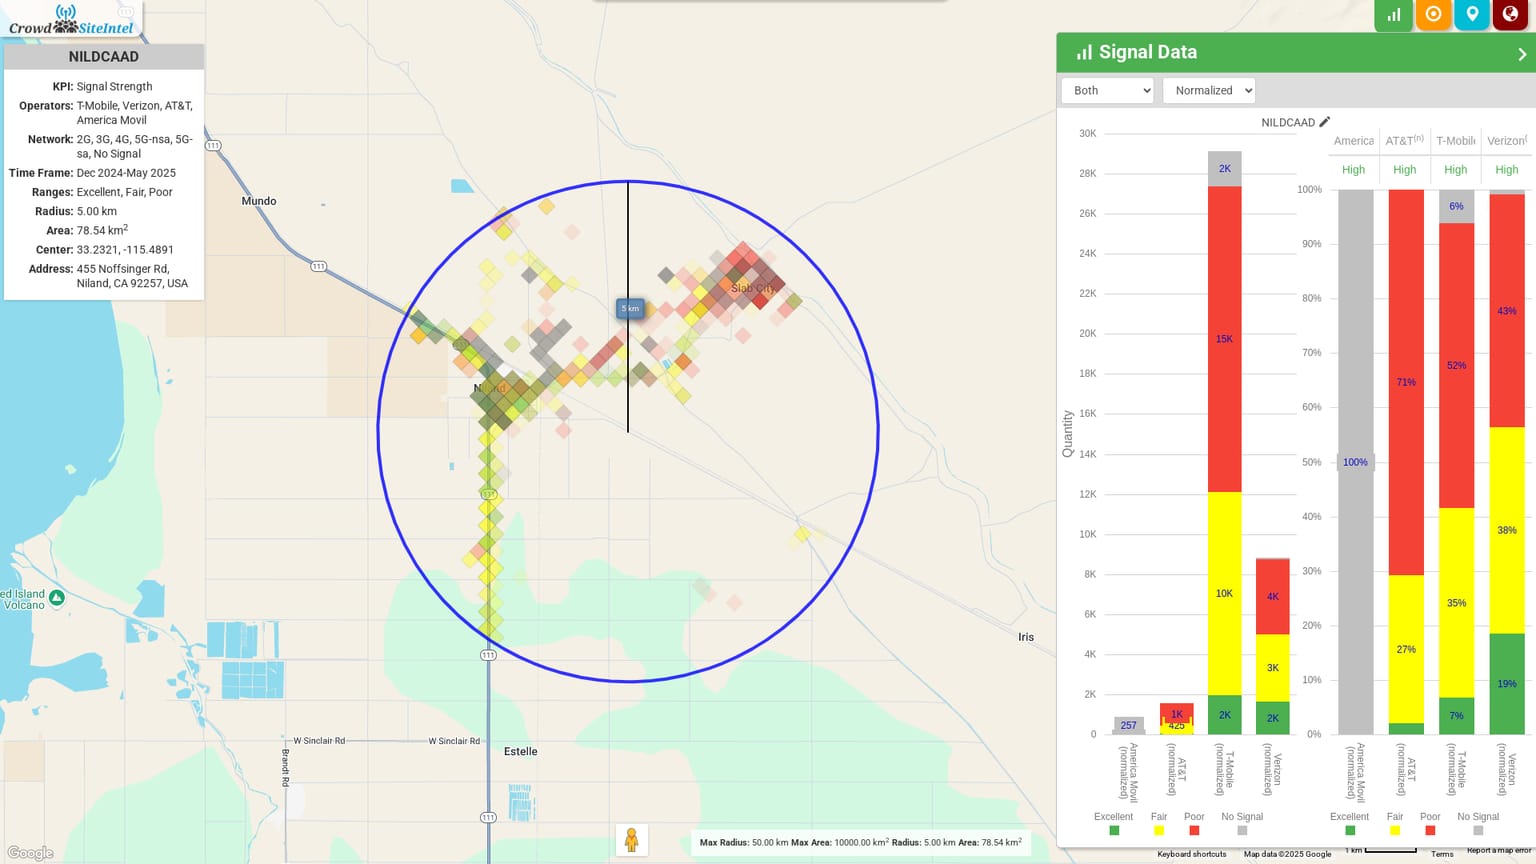 CrowdSiteIntel
NILDCAAD
KPI: Signal Strength
Operators: T-Mobile, Verizon, AT&T,
America Movil
Network: 2G, 3G, 4G, 5G-nsa, 5G-
sa, No Signal
Time Frame: Dec 2024-May 2025
Ranges: Excellent, Fair, Poor
Radius: 5.00 km
Area: 78.54 km²
Center: 33.2321, -115.4891
Address: 455 Noffsinger Rd,
Niland, CA 92257, USA
111
Mundo
111
5 km
Slab City
Niland
111
ed Island
Volcano
111
Iris
W Sinclair Rd
W Sinclair Rd
Estelle
Brandt Rd
111
Google
Max Radius: 50.00 km Max Area: 10000.00 km² Radius: 5.00 km Area: 78.54 km²
Signal Data
Both
Normalized
NILDCAAD
Quantity
30K
28K
26K
24K
22K
20K
18K
16K
14K
12K
10K
8K
6K
4K
2K
0
257
1K
425
2K
15K
10K
2K
4K
3K
2K
America Movil
(normalized)
AT&T
(normalized)
T-Mobile
(normalized)
Verizon
(normalized)
Excellent Fair Poor No Signal
America AT&T(n) T-Mobile Verizon(
High High High High
100%
90%
80%
70%
60%
50%
40%
30%
20%
10%
0%
100%
71%
27%
6%
52%
35%
7%
43%
38%
19%
America Movil
(normalized)
AT&T
(normalized)
T-Mobile
(normalized)
Verizon
(normalized)
Excellent Fair Poor No Signal
Keyboard shortcuts Map data ©2025 Google 1 km Terms Report a map error